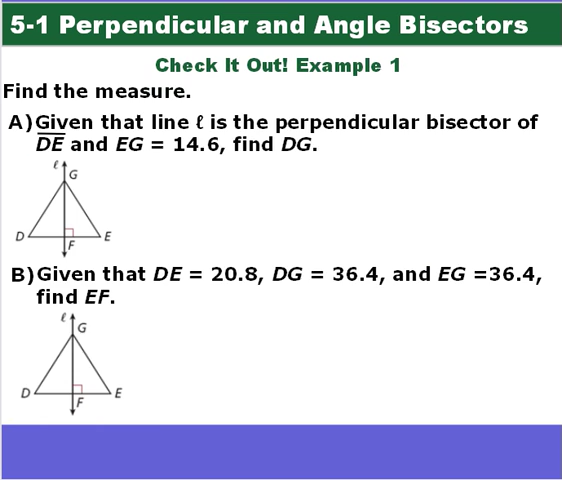 5-1 Perpendicular and Angle Bisectors
Check It Out! Example 1
Find the measure.
A) Given that line ℓ is the perpendicular bisector of
DE and EG = 14.6, find DG.
ℓ
G
D
F
E
B) Given that DE = 20.8, DG = 36.4, and EG =36.4,
find EF.
ℓ
G
D
F
E